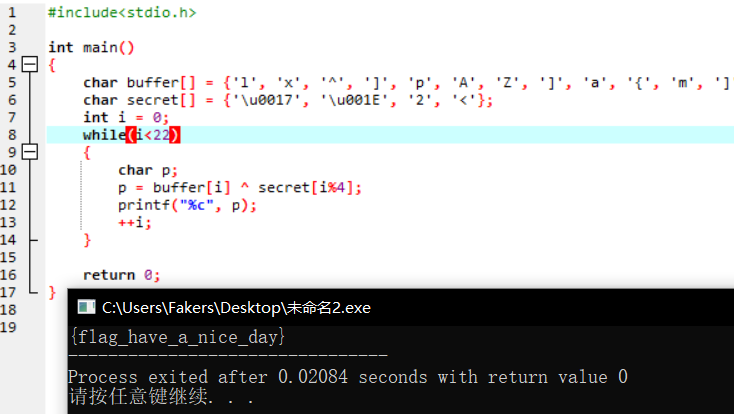 1 #include<stdio.h>
2
3 int main()
4 {
5 char buffer[] = {'l', 'x', '^', ']', 'p', 'A', 'Z', ']', 'a', '{', 'm', ']'
6 char secret[] = {'\u0017', '\u001E', '2', '<'};
7 int i = 0;
8 while(i<22)
9 {
10 char p;
11 p = buffer[i] ^ secret[i%4];
12 printf("%c", p);
13 ++i;
14 }
15
16 return 0;
17 }
18
19
C:\Users\Fakers\Desktop\未命名2.exe
{flag_have_a_nice_day}
--------------------------------
Process exited after 0.02084 seconds with return value 0
请按任意键继续. . .